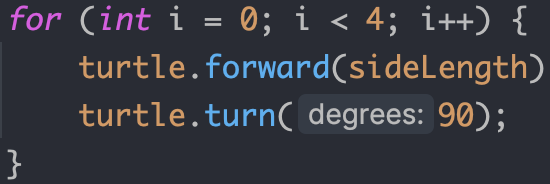 for (int i = 0; i < 4; i++) {
turtle.forward(sideLength)
turtle.turn( degrees: 90);
}